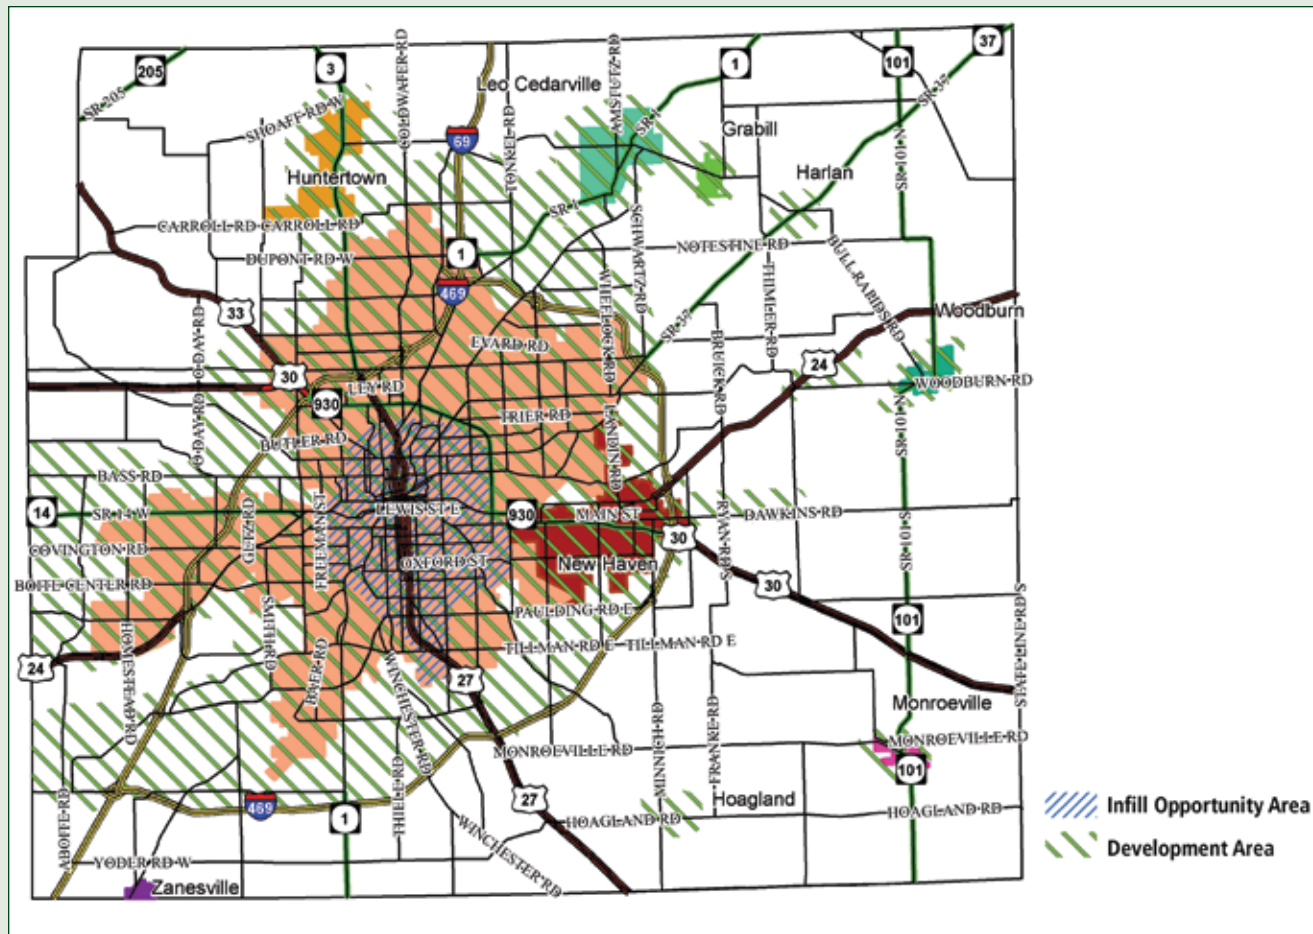 205
3
1
101
37
SR 205
SHOAFF RD W
COLDWATER RD
Leo Cedarville
AMSTUTZ RD
SR 1
Grabill
SR 37
N 101 SR
69
TONKEL RD
Huntertown
Harlan
CARROLL RD CARROLL RD
SR 1
SCHWARTZ RD
NOTESTINE RD
DUPONT RD W
1
469
WHEELOCK RD
THIMLER RD
BULL RAPIDS RD
33
O DAY RD O DAY RD
EVARD RD
SR 37
BRUICK RD
Woodburn
30
LEY RD
24
WOODBURN RD
930
TRIER RD
LANDIN RD
N 101 SR
BUTLER RD
BASS RD
14
SR 14 W
GETZ RD
FREEMAN ST
LEWIS ST E
930
MAIN ST
RYAN RD S
DAWKINS RD
COVINGTON RD
OXFORD ST
New Haven
30
30
S 101 SR
BOITE CENTER RD
SMITH RD
PAULDING RD E
101
STATE LINE RD S
HOMESTEAD RD
TILLMAN RD E TILLMAN RD E
24
BAER RD
WINCHESTER RD
27
Monroeville
MINNICH RD
FRANKE RD
MONROEVILLE RD
MONROEVILLE RD
101
ABOITE RD
469
1
THIELE RD
27
Hoagland
HOAGLAND RD
HOAGLAND RD
WINCHESTER RD
YODER RD W
Zanesville
Infill Opportunity Area
Development Area